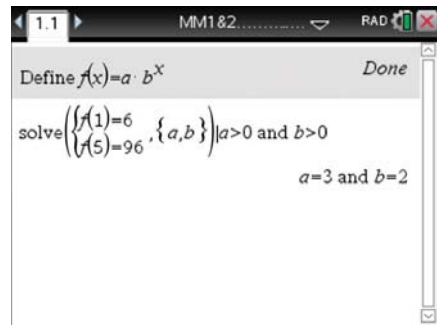 1.1 MM1&2............ RAD
Define f(x)=a·b^x Done
solve({f(1)=6
f(5)=96 ,{a,b})|a>0 and b>0
a=3 and b=2